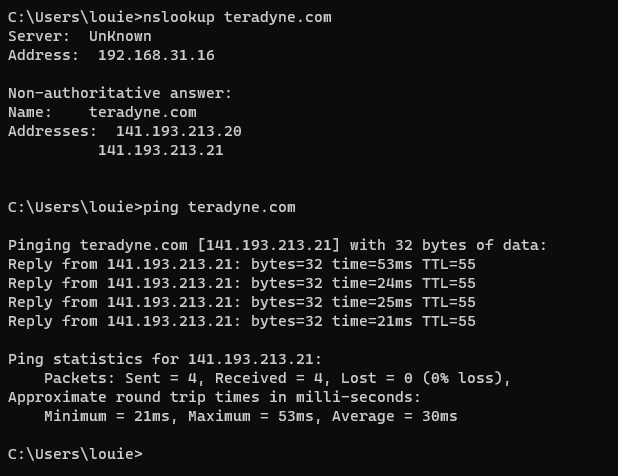 C:\Users\louie>nslookup teradyne.com
Server:  UnKnown
Address:  192.168.31.16

Non-authoritative answer:
Name:    teradyne.com
Addresses:  141.193.213.20
          141.193.213.21


C:\Users\louie>ping teradyne.com

Pinging teradyne.com [141.193.213.21] with 32 bytes of data:
Reply from 141.193.213.21: bytes=32 time=53ms TTL=55
Reply from 141.193.213.21: bytes=32 time=24ms TTL=55
Reply from 141.193.213.21: bytes=32 time=25ms TTL=55
Reply from 141.193.213.21: bytes=32 time=21ms TTL=55

Ping statistics for 141.193.213.21:
    Packets: Sent = 4, Received = 4, Lost = 0 (0% loss),
Approximate round trip times in milli-seconds:
    Minimum = 21ms, Maximum = 53ms, Average = 30ms

C:\Users\louie>